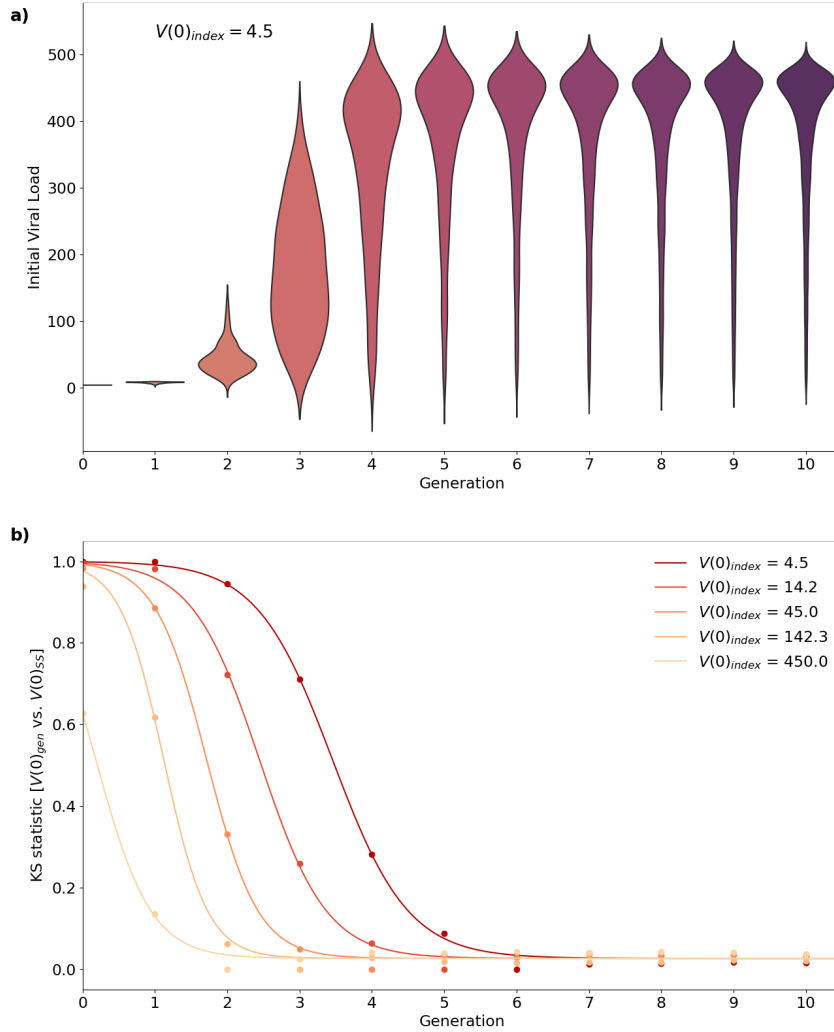 a)
V(0)index = 4.5
500
400
300
200
100
0
Initial Viral Load
0 1 2 3 4 5 6 7 8 9 10
Generation
b)
1.0
0.8
0.6
0.4
0.2
0.0
KS statistic [V(0)gen vs. V(0)SS]
V(0)index = 4.5
V(0)index = 14.2
V(0)index = 45.0
V(0)index = 142.3
V(0)index = 450.0
0 1 2 3 4 5 6 7 8 9 10
Generation